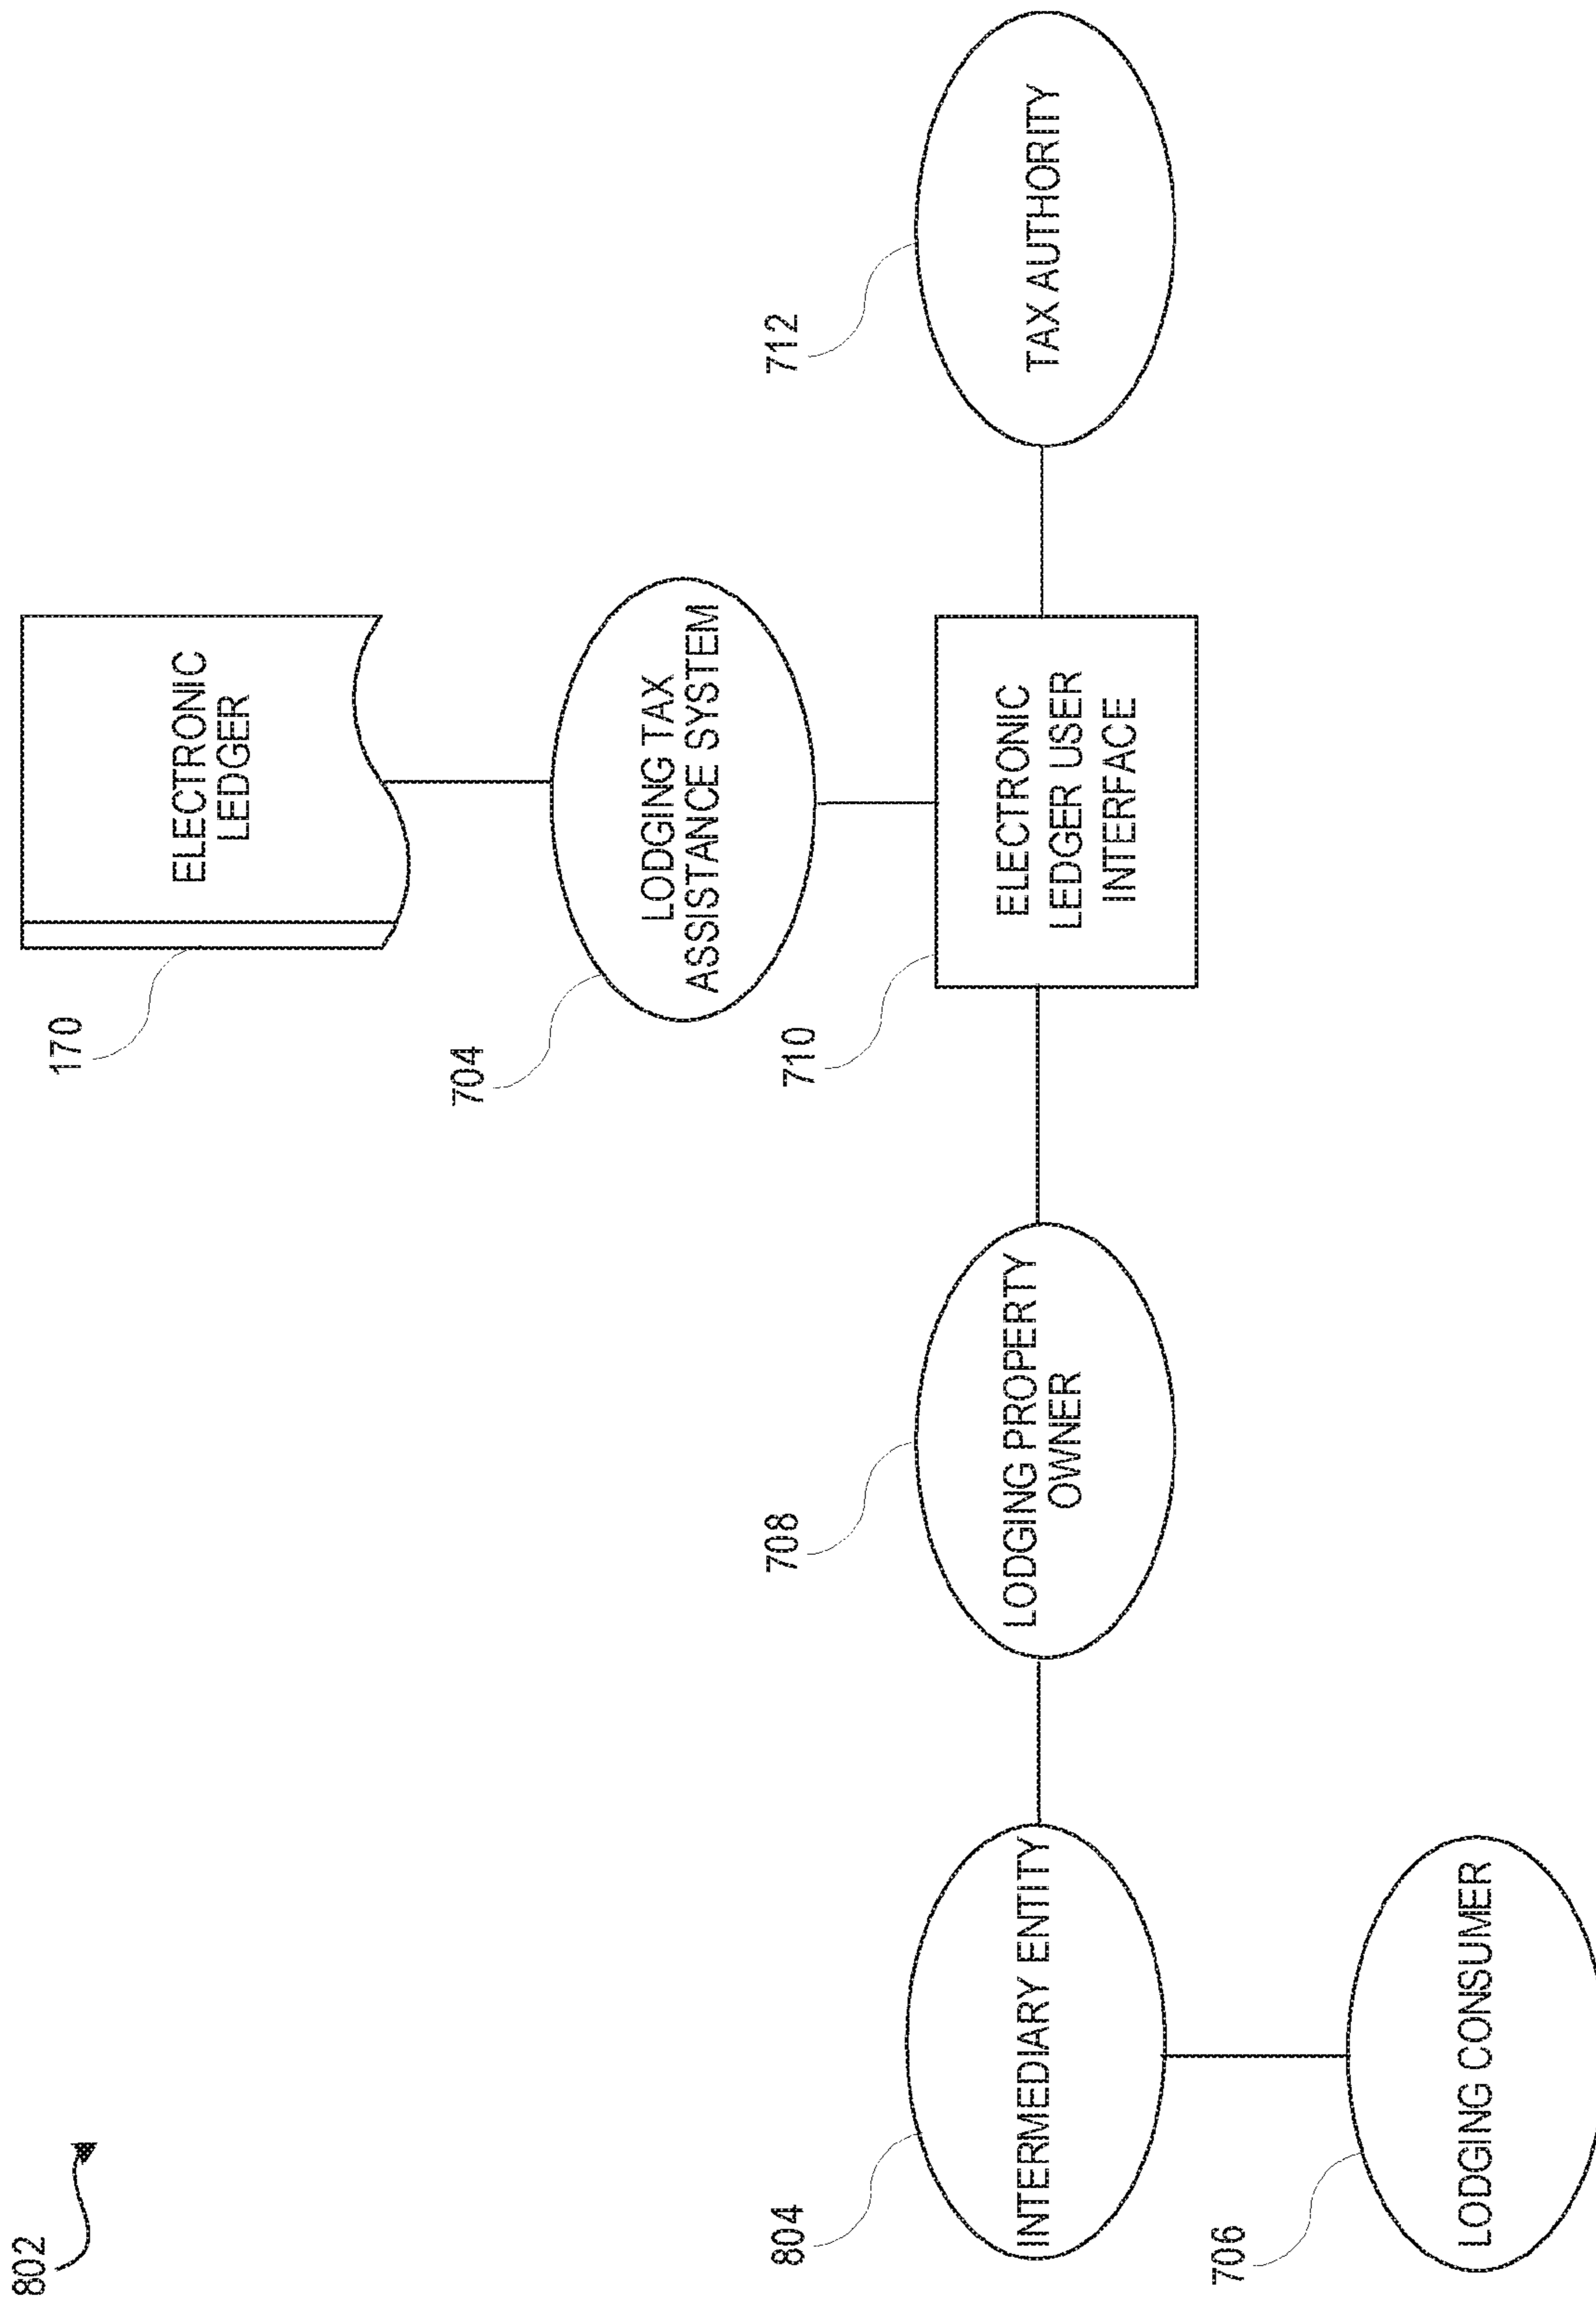 802
170
ELECTRONIC
LEDGER
704
LODGING TAX
ASSISTANCE SYSTEM
804
INTERMEDIARY ENTITY
708
LODGING PROPERTY
OWNER
710
ELECTRONIC
LEDGER USER
INTERFACE
712
TAX AUTHORITY
706
LODGING CONSUMER